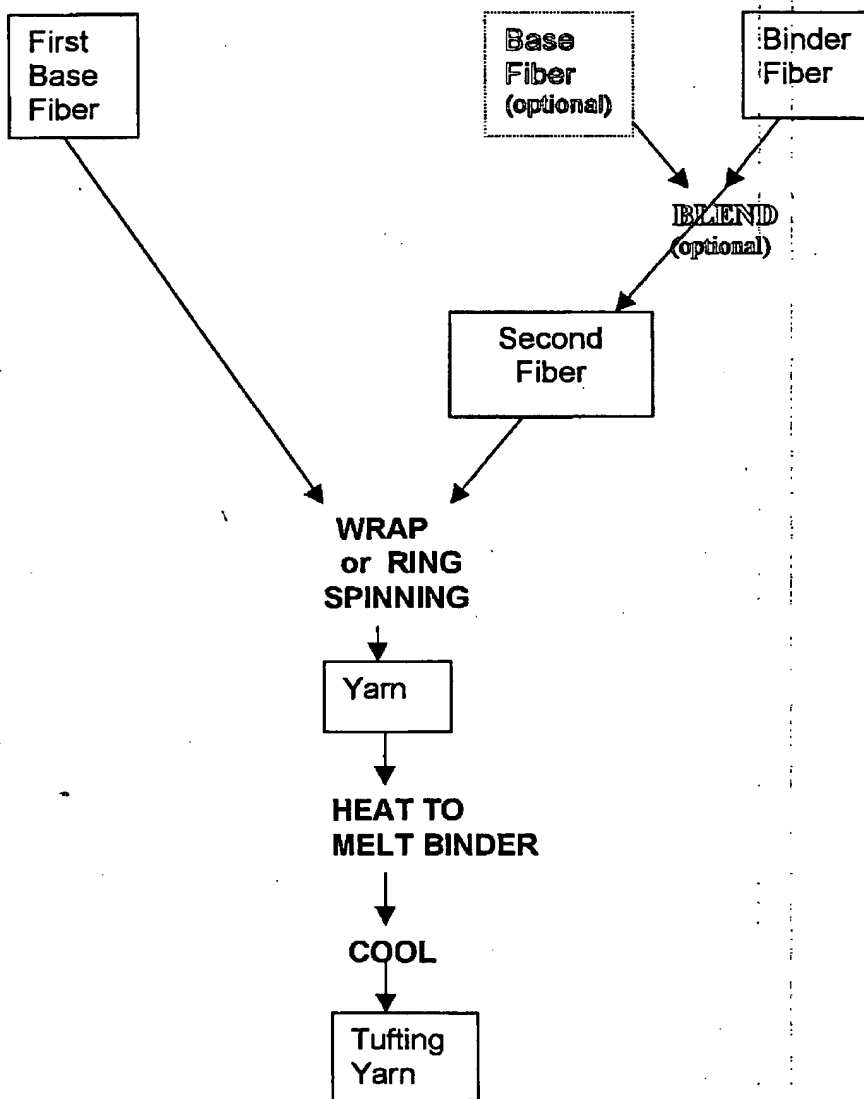 First
Base
Fiber
Base
Fiber
(optional)
Binder
Fiber
BLEND
(optional)
Second
Fiber
WRAP
or RING
SPINNING
Yarn
HEAT TO
MELT BINDER
COOL
Tufting
Yarn